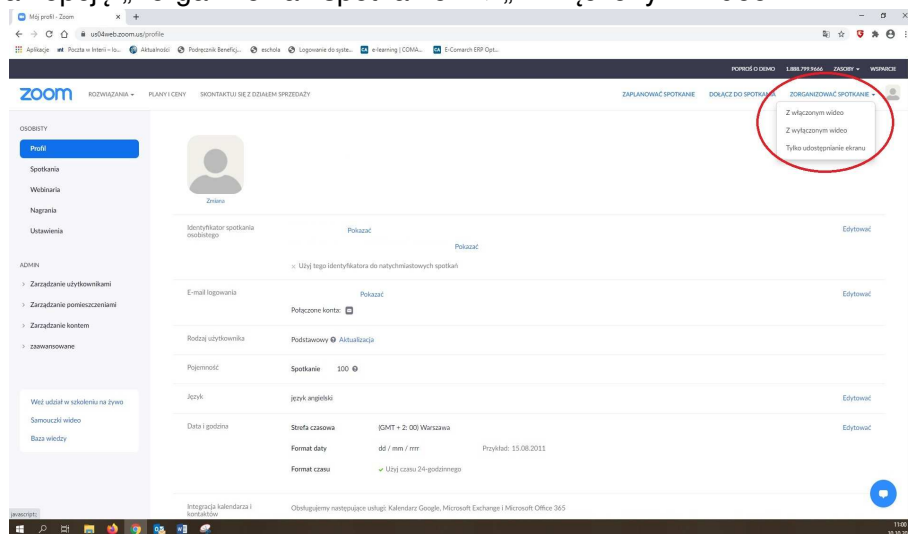 Mój profil - Zoom
us04web.zoom.us/profile
Aplikacje Poczta w Interii – lo... Aktualności Podręcznik Beneficj... eschola Logowanie do syste... e-learning | COMA... E-Comarch ERP Opt...
POPROŚ O DEMO 1.888.799.9666 ZASOBY WSPARCIE
zoom ROZWIĄZANIA PLANY I CENY SKONTAKTUJ SIĘ Z DZIAŁEM SPRZEDAŻY ZAPLANOWAĆ SPOTKANIE DOŁĄCZ DO SPOTKANIA ZORGANIZOWAĆ SPOTKANIE
Z włączonym wideo
Z wyłączonym wideo
Tylko udostępnianie ekranu
OSOBISTY
Profil
Spotkania
Webinaria
Nagrania
Ustawienia
ADMIN
Zarządzanie użytkownikami
Zarządzanie pomieszczeniami
Zarządzanie kontem
zaawansowane
Weź udział w szkoleniu na żywo
Samouczki wideo
Baza wiedzy
Zmiana
Identyfikator spotkania osobistego Pokazać Edytować
Pokazać
× Użyj tego identyfikatora do natychmiastowych spotkań
E-mail logowania Pokazać Edytować
Połączone konta:
Rodzaj użytkownika Podstawowy Aktualizacja
Pojemność Spotkanie 100
Język język angielski Edytować
Data i godzina Strefa czasowa (GMT + 2: 00) Warszawa Edytować
Format daty dd / mm / rrrr Przykład: 15.08.2011
Format czasu Użyj czasu 24-godzinnego
Integracja kalendarza i kontaktów Obsługujemy następujące usługi: Kalendarz Google, Microsoft Exchange i Microsoft Office 365
javascript:;
11:00